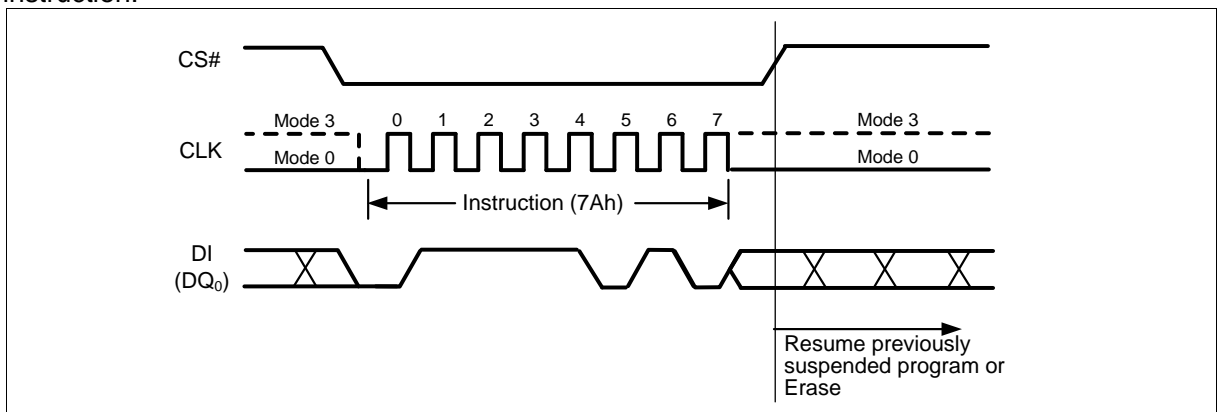 instruction.
CS#
Mode 3
0 1 2 3 4 5 6 7
Mode 3
CLK
Mode 0
Mode 0
Instruction (7Ah)
DI
(DQ₀)
Resume previously
suspended program or
Erase